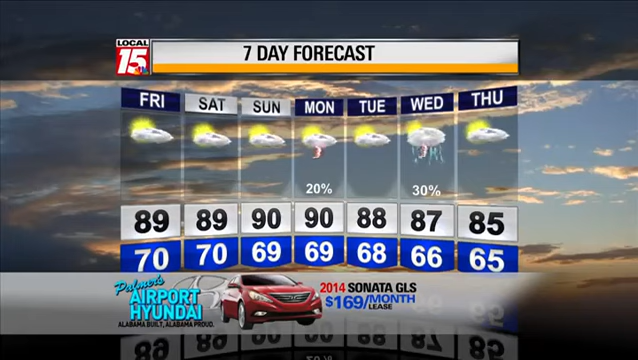 LOCAL
15
7 DAY FORECAST
FRI SAT SUN MON TUE WED THU
20% 30%
89 89 90 90 88 87 85
70 70 69 69 68 66 65
Palmer's
AIRPORT
HYUNDAI
ALABAMA BUILT, ALABAMA PROUD.
2014 SONATA GLS
$169/MONTH
LEASE